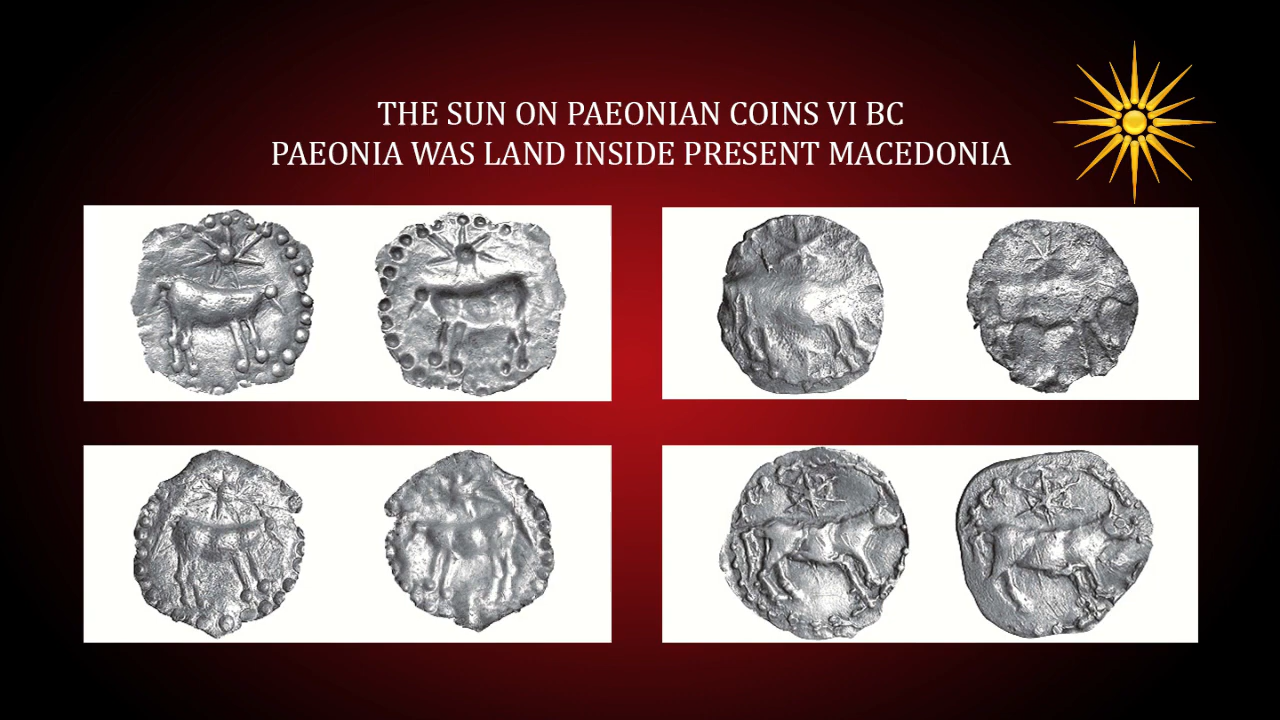 THE SUN ON PAEONIAN COINS VI BC
PAEONIA WAS LAND INSIDE PRESENT MACEDONIA